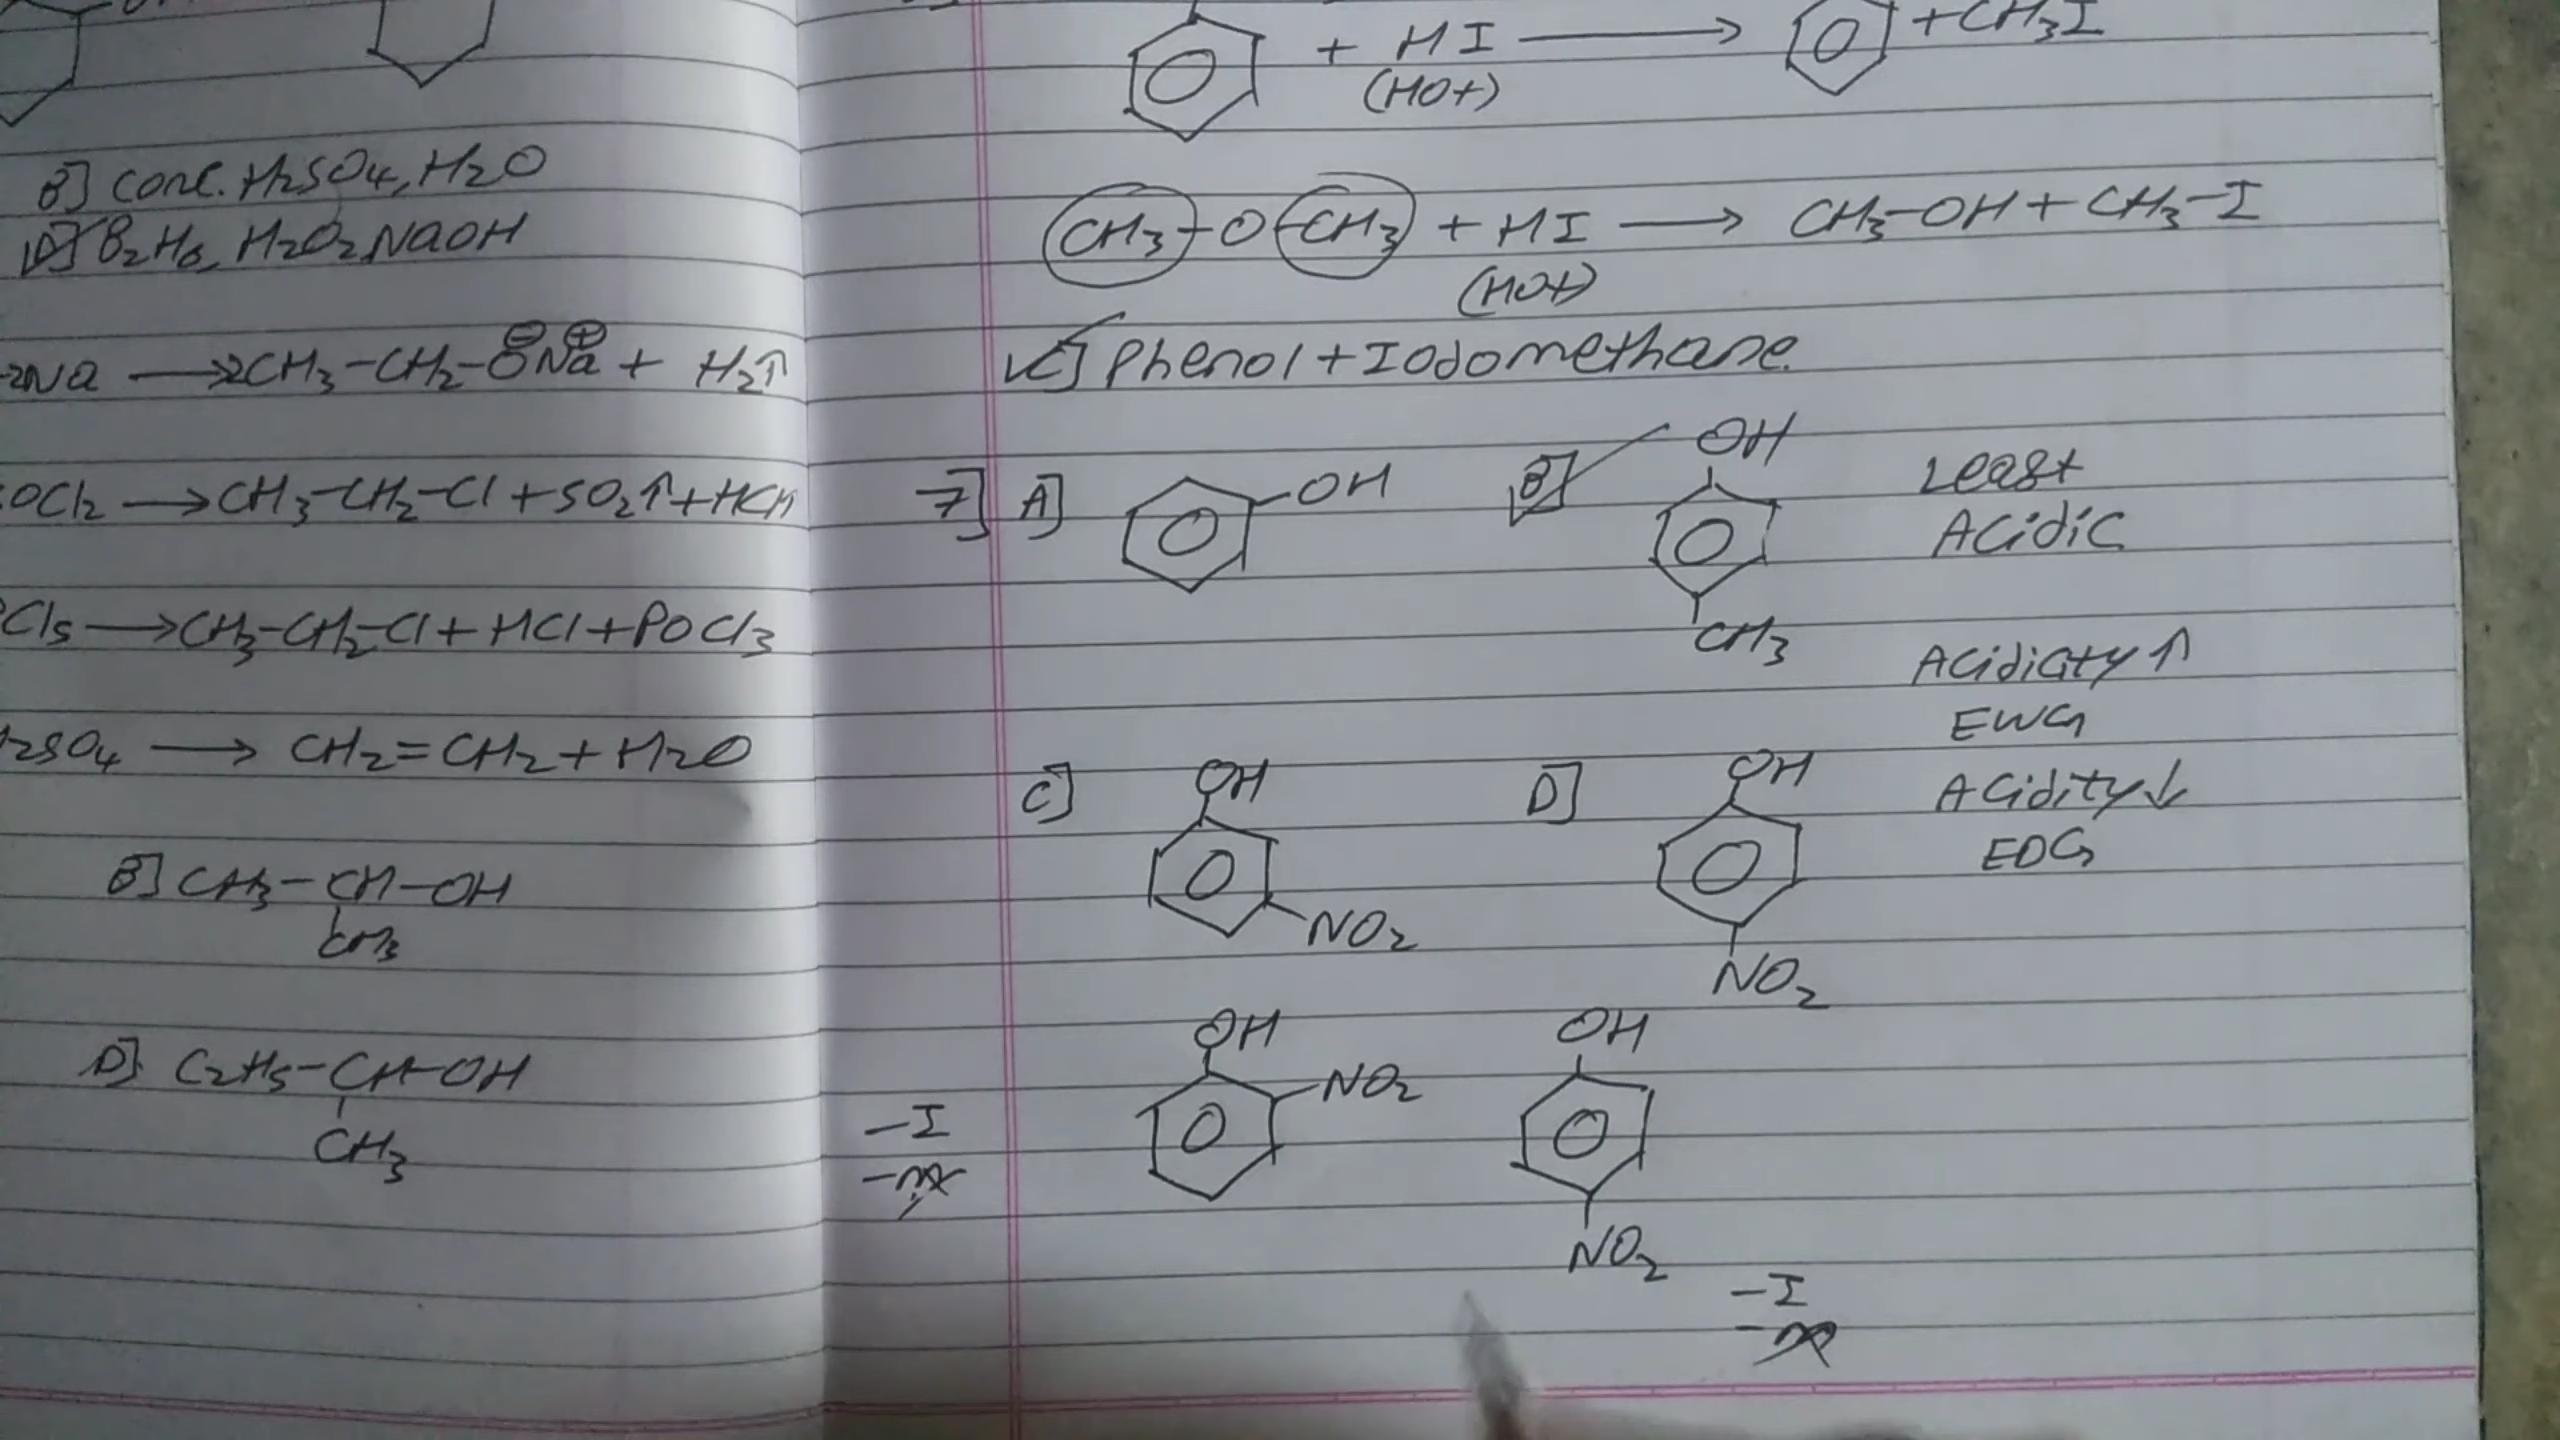 B] conc. H2SO4, H2O
D] B2H6, H2O2 NaOH
2Na ⟶ 2CH3-CH2-O⊖Na⊕ + H2↑
OCl2 ⟶ CH3-CH2-Cl + SO2↑ + HCl
Cl5 ⟶ CH3-CH2-Cl + HCl + POCl3
2SO4 ⟶ CH2=CH2 + H2O
B] CH3-CH-OH
CH3
D] C2H5-CH-OH
CH3
+ HI ⟶ + CH3I
(HOt)
CH3-O-CH3 + HI ⟶ CH3-OH + CH3-I
(HOt)
C] Phenol + Iodomethane
7] A] OH B] OH Least
Acidic
CH3
Acidicty ↑
EWG
C] OH D] OH Acidity ↓
EDG
NO2
NO2
OH OH
NO2
-I
-m
NO2
-I
-m